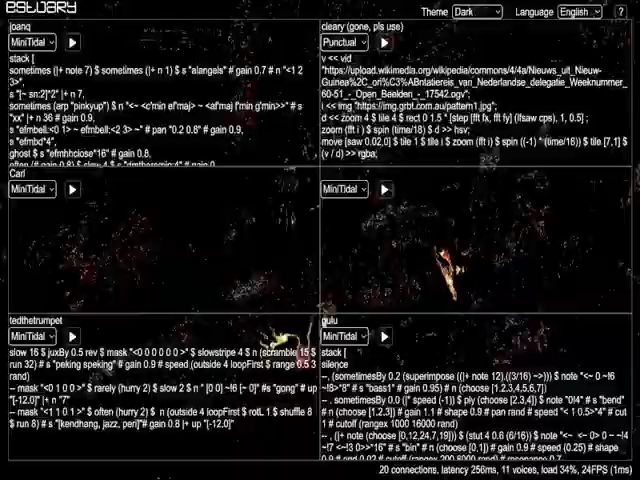 estuary
Theme Dark Language English ?
joanq
MiniTidal
stack [
sometimes (|+ note 7) $ sometimes (|+ n 1) $ s "alangels" # gain 0.7 # n "<1 2
3>",
s "[~ sn:2]*2" |+ n 7,
sometimes (arp "pinkyup") $ n "<~ <c'min ef'maj> ~ <af'maj f'min g'min>>" # s
"xx" |+ n 36 # gain 0.9,
s "efmbell:<0 1> ~ efmbell:<2 3> ~" # pan "0.2 0.8" # gain 0.9,
s "efmbd*4",
ghost $ s "efmhhclose*16" # gain 0.8,
cleary (gone, pls use)
Punctual
v << vid
"https://upload.wikimedia.org/wikipedia/commons/4/4a/Nieuws_uit_Nieuw-
Guinea%2C_ori%C3%ABntatiereis_van_Nederlandse_delegatie_Weeknummer_
60-51_-_Open_Beelden_-_17542.ogv";
i << img "https://img.grbt.com.au/pattern1.jpg";
d << zoom 4 $ tile 4 $ rect 0 1.5 * [step [fft fx, fft fy] (lfsaw cps), 1, 0.5] ;
zoom (fft i) $ spin (time/18) $ d >> hsv;
move [saw 0.02,0] $ tile 1 $ tile i $ zoom (fft i) $ spin ((-1) * (time/16)) $ tile [7,1] $
(v / d) >> rgba;
Carl
MiniTidal
MiniTidal
tedthetrumpet
MiniTidal
slow 16 $ juxBy 0.5 rev $ mask "<0 0 0 0 0 >" $ slowstripe 4 $ n (scramble 15 $
run 32) # s "peking speking" # gain 0.9 # speed (outside 4 loopFirst $ range 0.5 3
rand)
-- mask "<0 1 0 0 >" $ rarely (hurry 2) $ slow 2 $ n " [0 0] ~!6 [~ 0]" #s "gong" # up
"[-12.0]" |+ n "7"
-- mask "<1 1 0 1 >" $ often (hurry 2) $ n (outside 4 loopFirst $ rotL 1 $ shuffle 8
$ run 8) # s "[kendhang, jazz, peri]"# gain 0.8 |+ up "[-12.0]"
gulu
MiniTidal
stack [
silence
--, (sometimesBy 0.2 (superimpose ((|+ note 12).((3/16) ~>))) $ note "<~ 0 ~!6
~!8>*8" # s "bass1" # gain 0.95) # n (choose [1,2,3,4,5,6,7])
-- . sometimesBy 0.0 (|* speed (-1)) $ ply (choose [2.3,4]) $ note "0!4" # s "bend"
# n (choose [1,2,3]) # gain 1.1 # shape 0.9 # pan rand # speed "< 1 0.5>*4" # cut
1 # cutoff (rangex 1000 16000 rand)
--, (|+ note (choose [0,12,24,7,19])) $ (stut 4 0.6 (6/16)) $ note "<~ <~ 0> 0 ~ ~!4
~!7 <~!3 0>>*16" # s "bin" # n (choose [0,1]) # gain 0.9 # speed (0.25) # shape
20 connections, latency 256ms, 11 voices, load 34%, 24FPS (1ms)